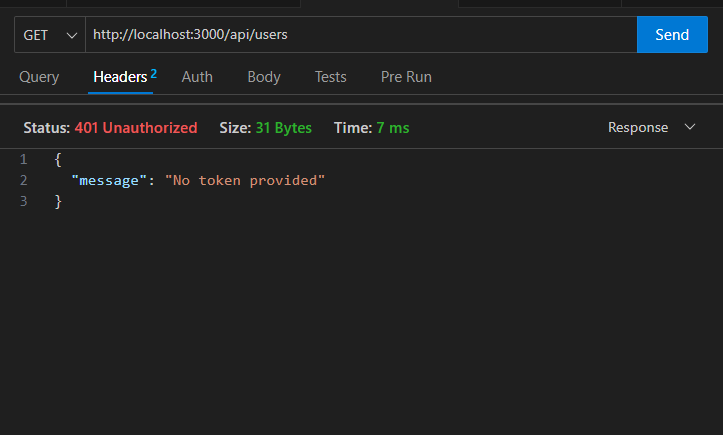 GET http://localhost:3000/api/users Send
Query Headers 2 Auth Body Tests Pre Run
Status: 401 Unauthorized Size: 31 Bytes Time: 7 ms Response
1 {
2 "message": "No token provided"
3 }